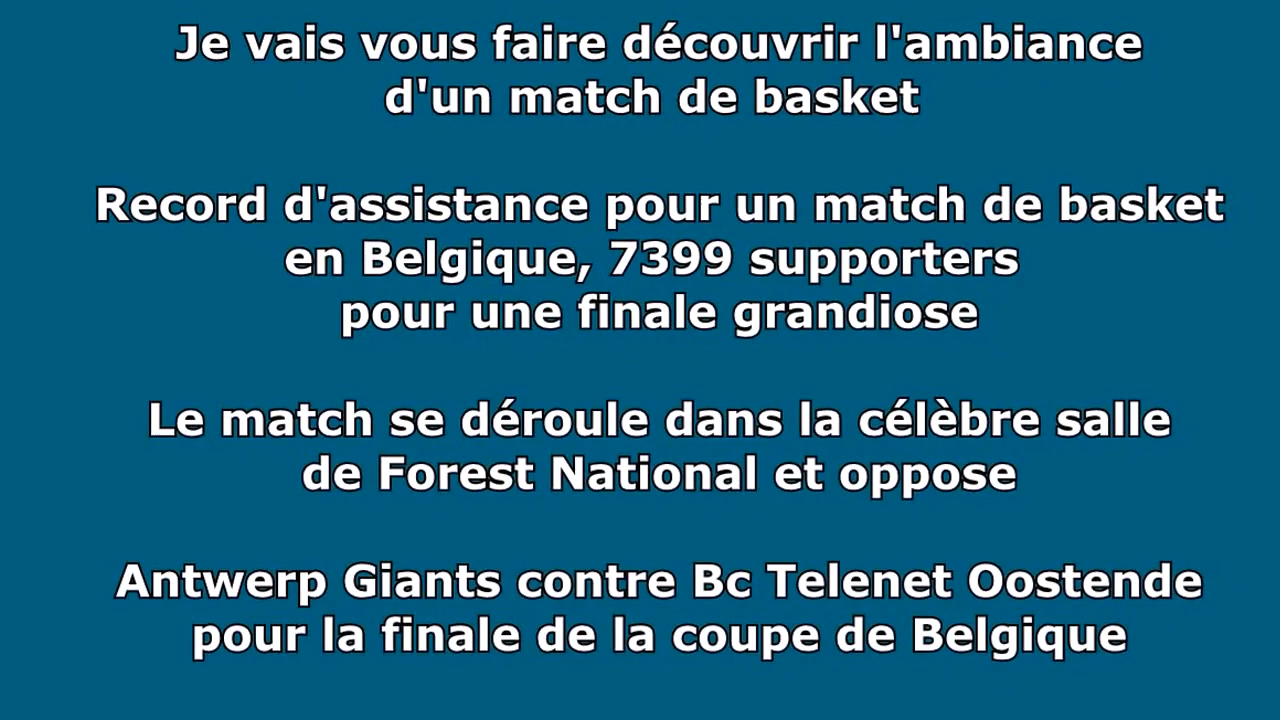 Je vais vous faire découvrir l'ambiance
d'un match de basket
Record d'assistance pour un match de basket
en Belgique, 7399 supporters
pour une finale grandiose
Le match se déroule dans la célèbre salle
de Forest National et oppose
Antwerp Giants contre Bc Telenet Oostende
pour la finale de la coupe de Belgique